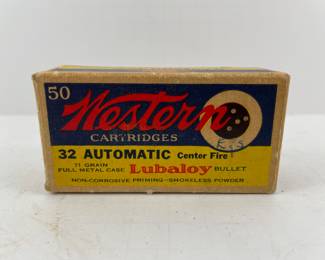 50
Western
CARTRIDGES
32 AUTOMATIC Center Fire
71 GRAIN
FULL METAL CASE Lubaloy BULLET
NON-CORROSIVE PRIMING-SMOKELESS POWDER